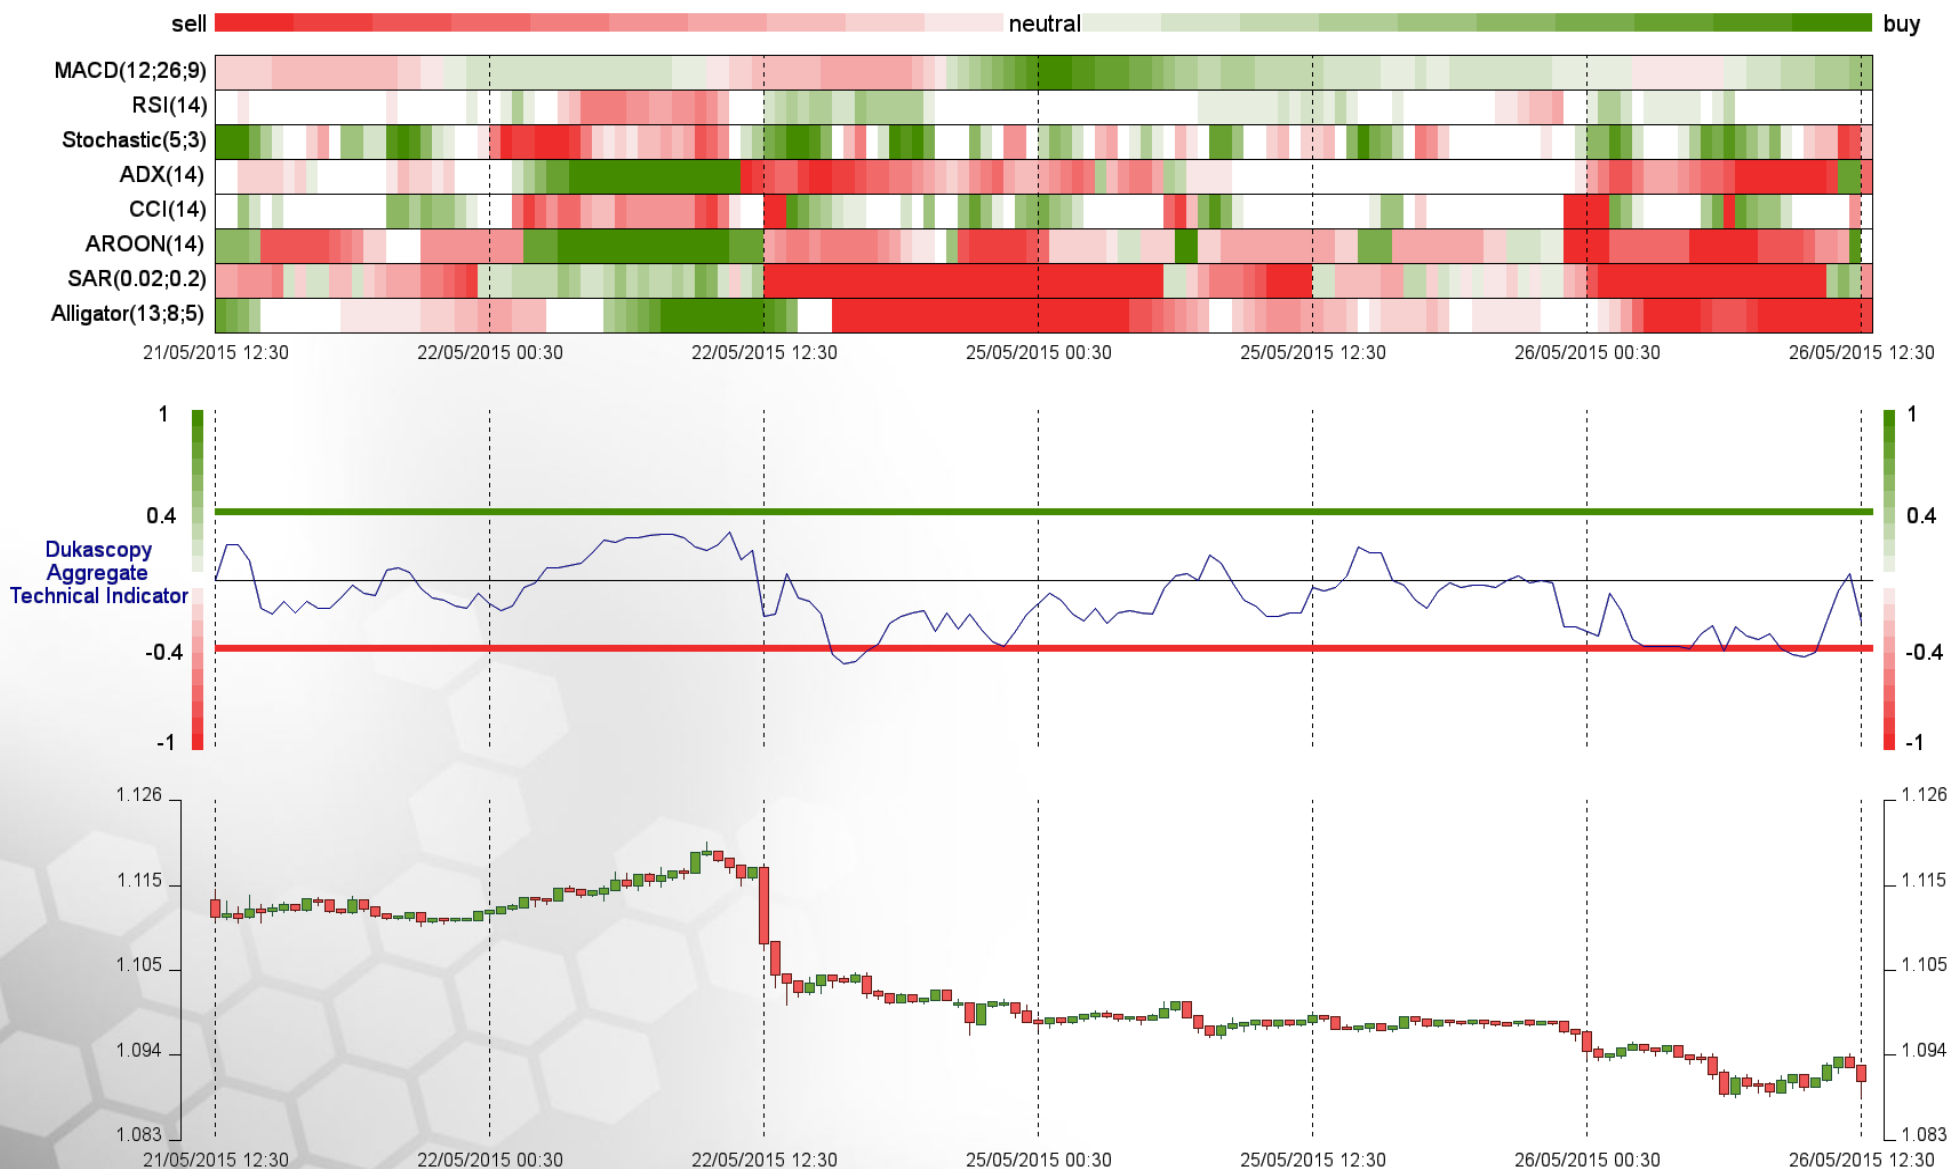 sell neutral buy
MACD(12;26;9)
RSI(14)
Stochastic(5;3)
ADX(14)
CCI(14)
AROON(14)
SAR(0.02;0.2)
Alligator(13;8;5)
21/05/2015 12:30 22/05/2015 00:30 22/05/2015 12:30 25/05/2015 00:30 25/05/2015 12:30 26/05/2015 00:30 26/05/2015 12:30
1 1
0.4 0.4
Dukascopy
Aggregate
Technical Indicator
-0.4 -0.4
-1 -1
1.126 1.126
1.115 1.115
1.105 1.105
1.094 1.094
1.083 1.083
21/05/2015 12:30 22/05/2015 00:30 22/05/2015 12:30 25/05/2015 00:30 25/05/2015 12:30 26/05/2015 00:30 26/05/2015 12:30